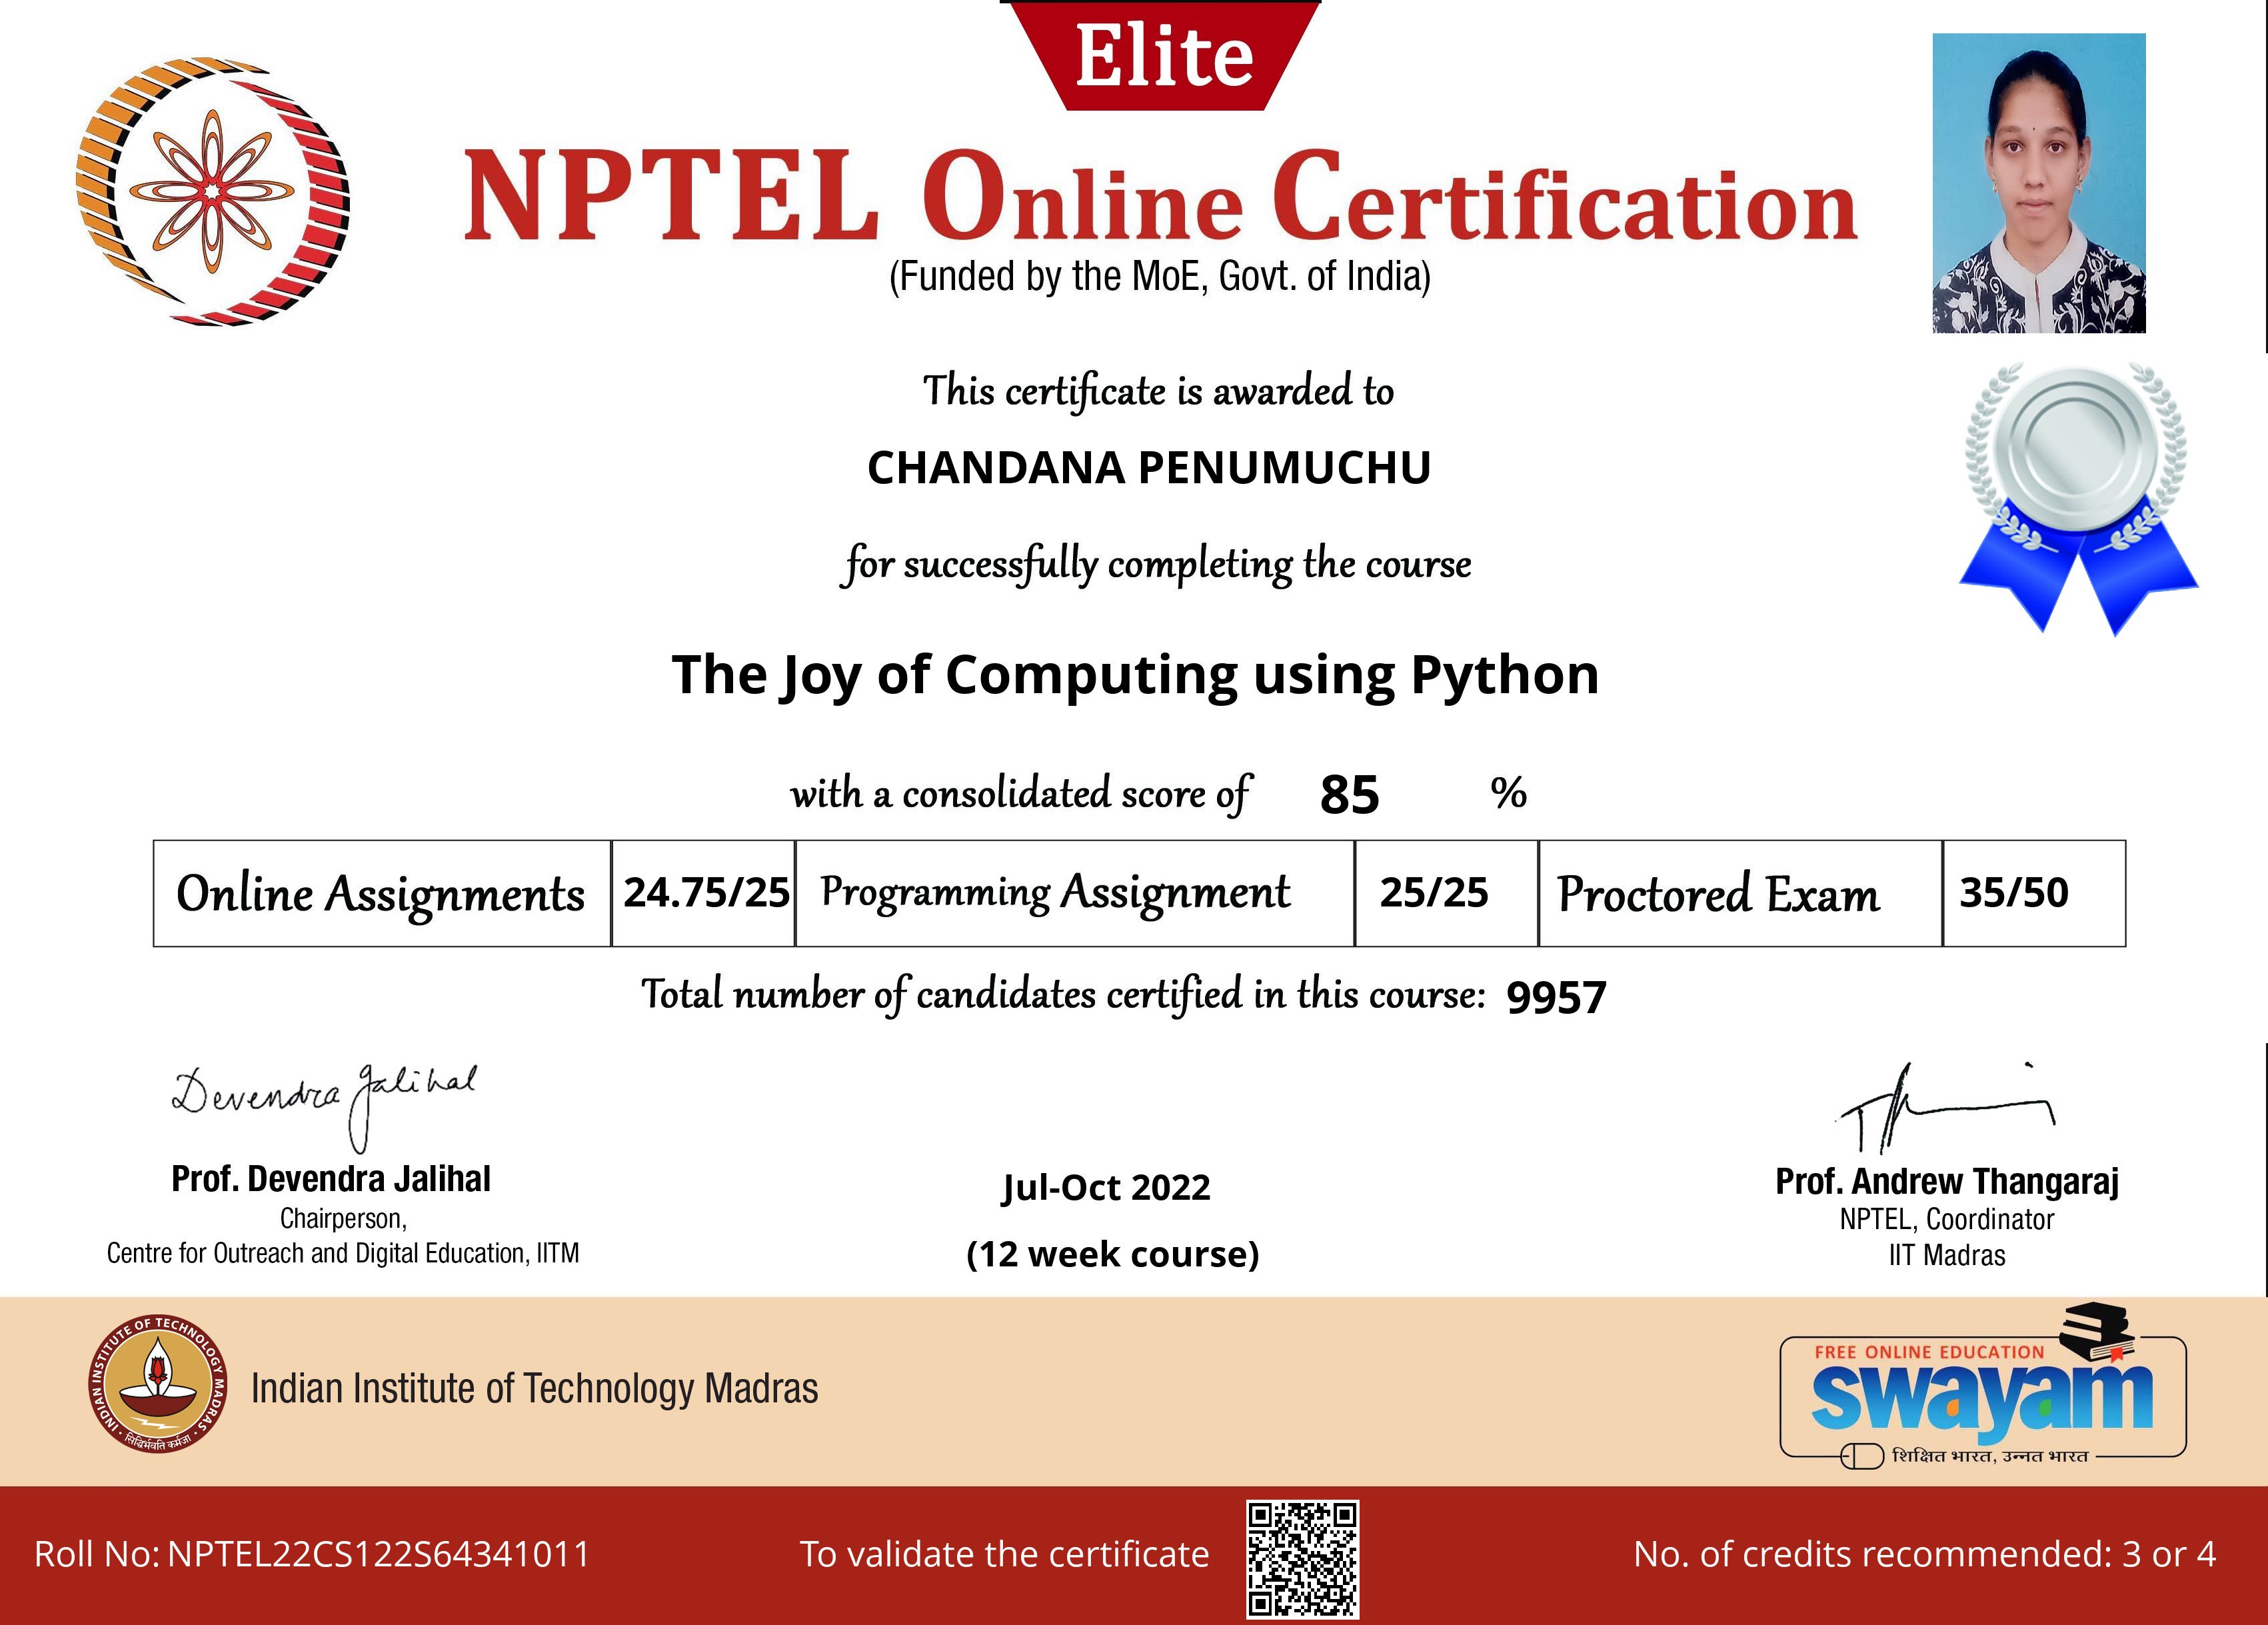 Elite
NPTEL Online Certification
(Funded by the MoE, Govt. of India)
This certificate is awarded to
CHANDANA PENUMUCHU
for successfully completing the course
The Joy of Computing using Python
with a consolidated score of 85 %
Online Assignments 24.75/25 Programming Assignment 25/25 Proctored Exam 35/50
Total number of candidates certified in this course: 9957
Devendra Jalihal
Prof. Devendra Jalihal
Chairperson,
Centre for Outreach and Digital Education, IITM
Jul-Oct 2022
(12 week course)
Prof. Andrew Thangaraj
NPTEL, Coordinator
IIT Madras
INDIAN INSTITUTE OF TECHNOLOGY MADRAS
सिद्धिर्भवति कर्मजा
Indian Institute of Technology Madras
FREE ONLINE EDUCATION
swayam
शिक्षित भारत, उन्नत भारत
Roll No: NPTEL22CS122S64341011
To validate the certificate
No. of credits recommended: 3 or 4